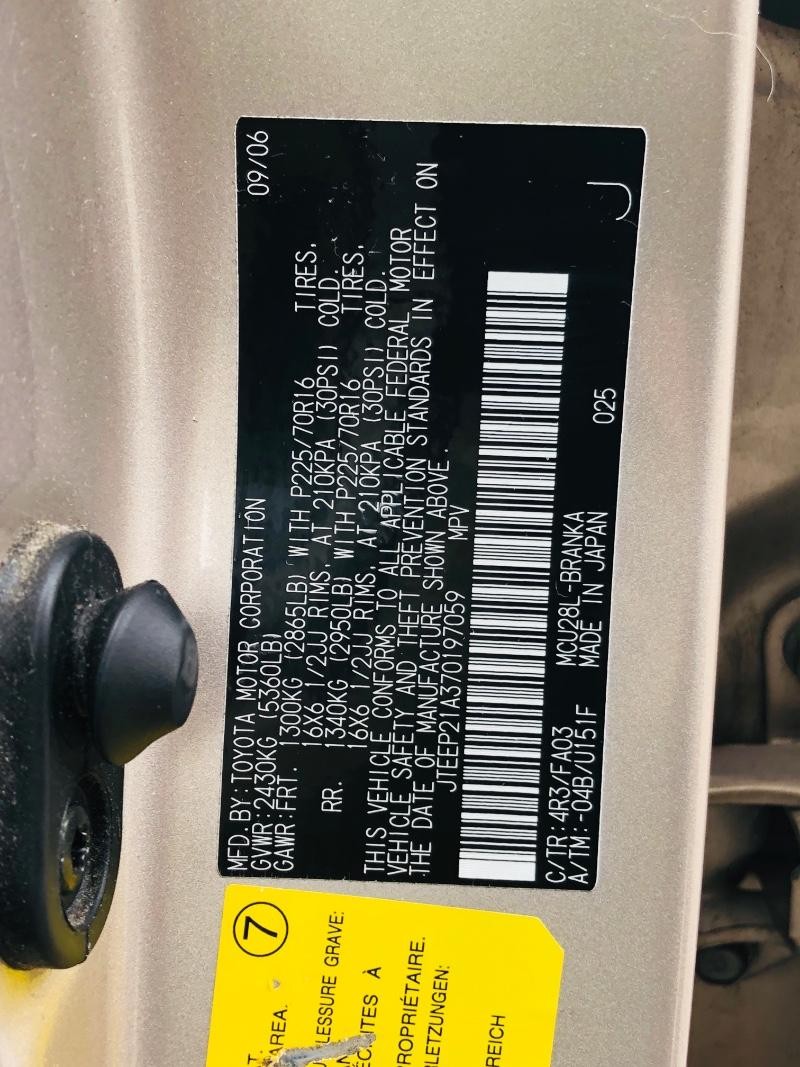 MFD.BY:TOYOTA MOTOR CORPORATION 09/06
GVWR:2430KG (5360LB)
GAWR:FRT. 1300KG (2865LB) WITH P225/70R16 TIRES,
16X6 1/2JJ RIMS, AT 210KPA (30PSI) COLD.
RR. 1340KG (2950LB) WITH P225/70R16 TIRES,
16X6 1/2JJ RIMS, AT 210KPA (30PSI) COLD.
THIS VEHICLE CONFORMS TO ALL APPLICABLE FEDERAL MOTOR
VEHICLE SAFETY AND THEFT PREVENTION STANDARDS IN EFFECT ON
THE DATE OF MANUFACTURE SHOWN ABOVE.
JTEEP21A370197059 MPV
C/TR:4R3/FA03 MCU28L-BRANKA 025
A/TM:-04B/U151F MADE IN JAPAN J
7
T:
AREA.
LESSURE GRAVE:
ÉCRITES À
PROPRIÉTAIRE.
RLETZUNGEN:
REICH